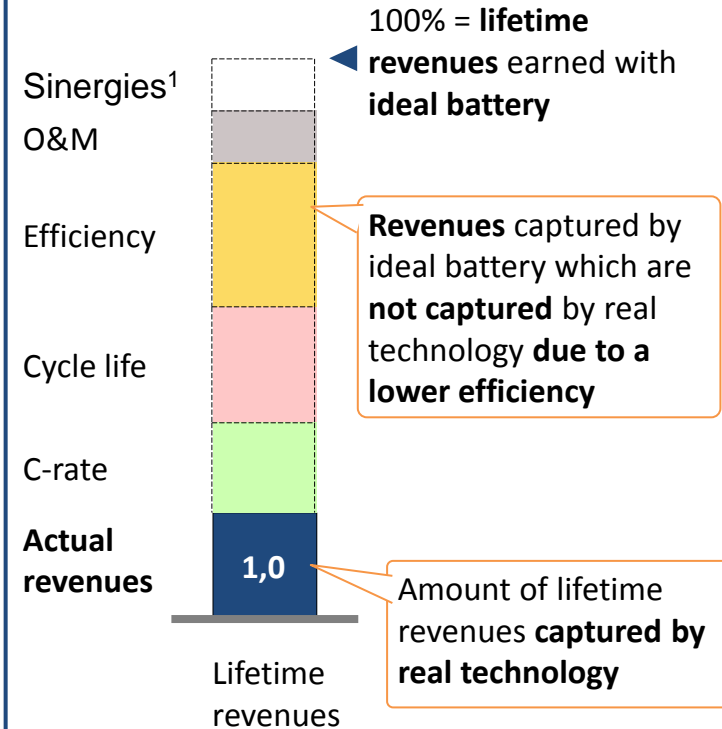 100% = lifetime
revenues earned with
ideal battery
Sinergies¹
O&M
Efficiency
Revenues captured by
ideal battery which are
not captured by real
technology due to a
lower efficiency
Cycle life
C-rate
Actual
revenues
1,0
Amount of lifetime
revenues captured by
real technology
Lifetime
revenues